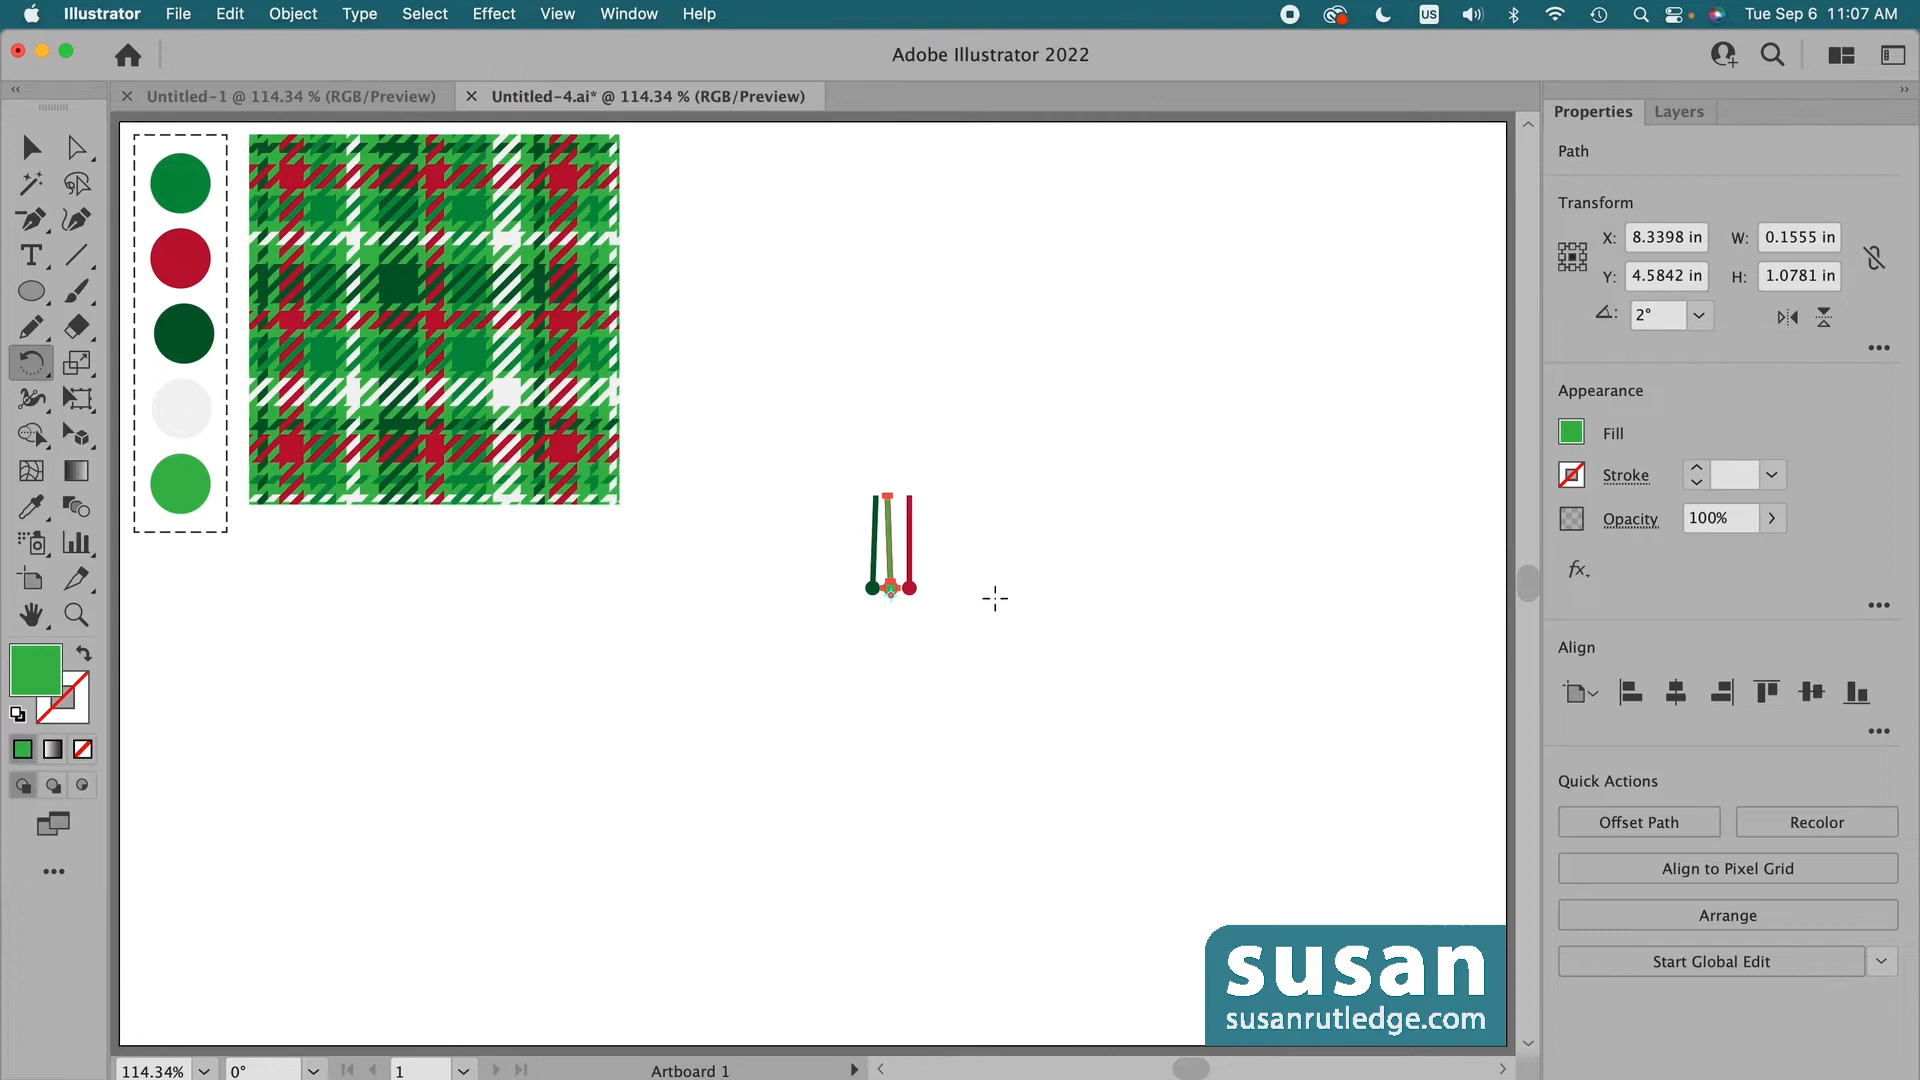 Illustrator File Edit Object Type Select Effect View Window Help US Tue Sep 6 11:07 AM
Adobe Illustrator 2022
Untitled-1 @ 114.34 % (RGB/Preview) Untitled-4.ai* @ 114.34 % (RGB/Preview)
Properties Layers
Path
Transform
X: 8.3398 in W: 0.1555 in
Y: 4.5842 in H: 1.0781 in
2°
Appearance
Fill
Stroke
Opacity 100%
fx
Align
Quick Actions
Offset Path Recolor
Align to Pixel Grid
Arrange
Start Global Edit
susan
susanrutledge.com
114.34% 0° 1 Artboard 1